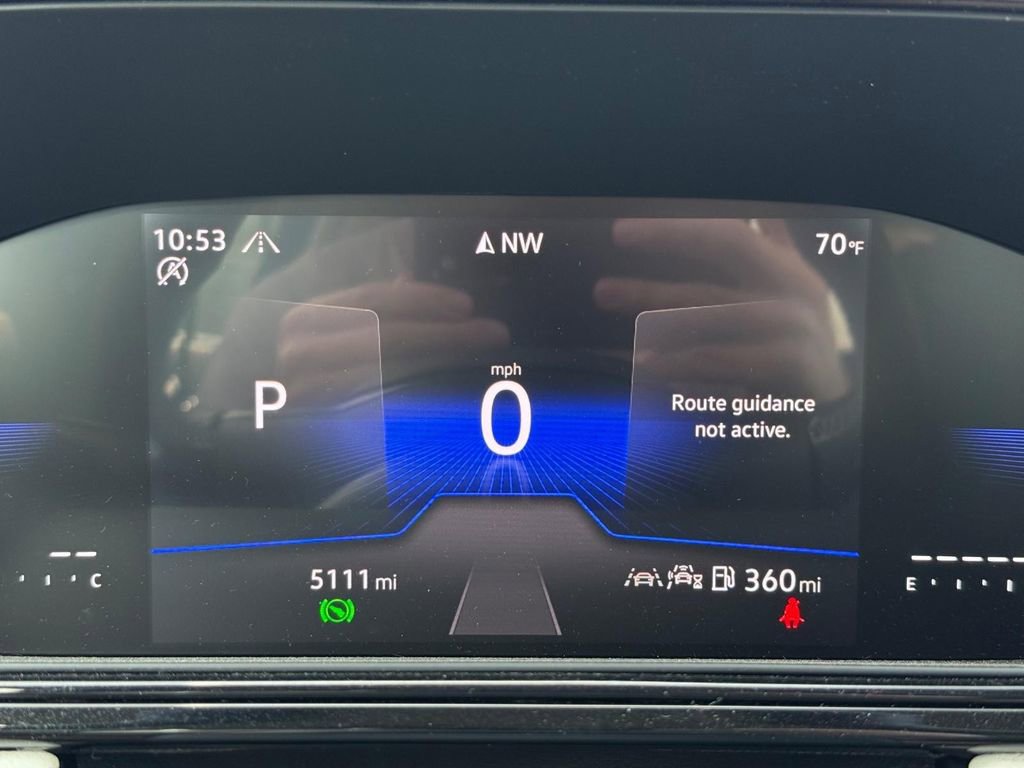 10:53
NW
70°F
mph
P
0
Route guidance
not active.
C
5111 mi
360 mi
E